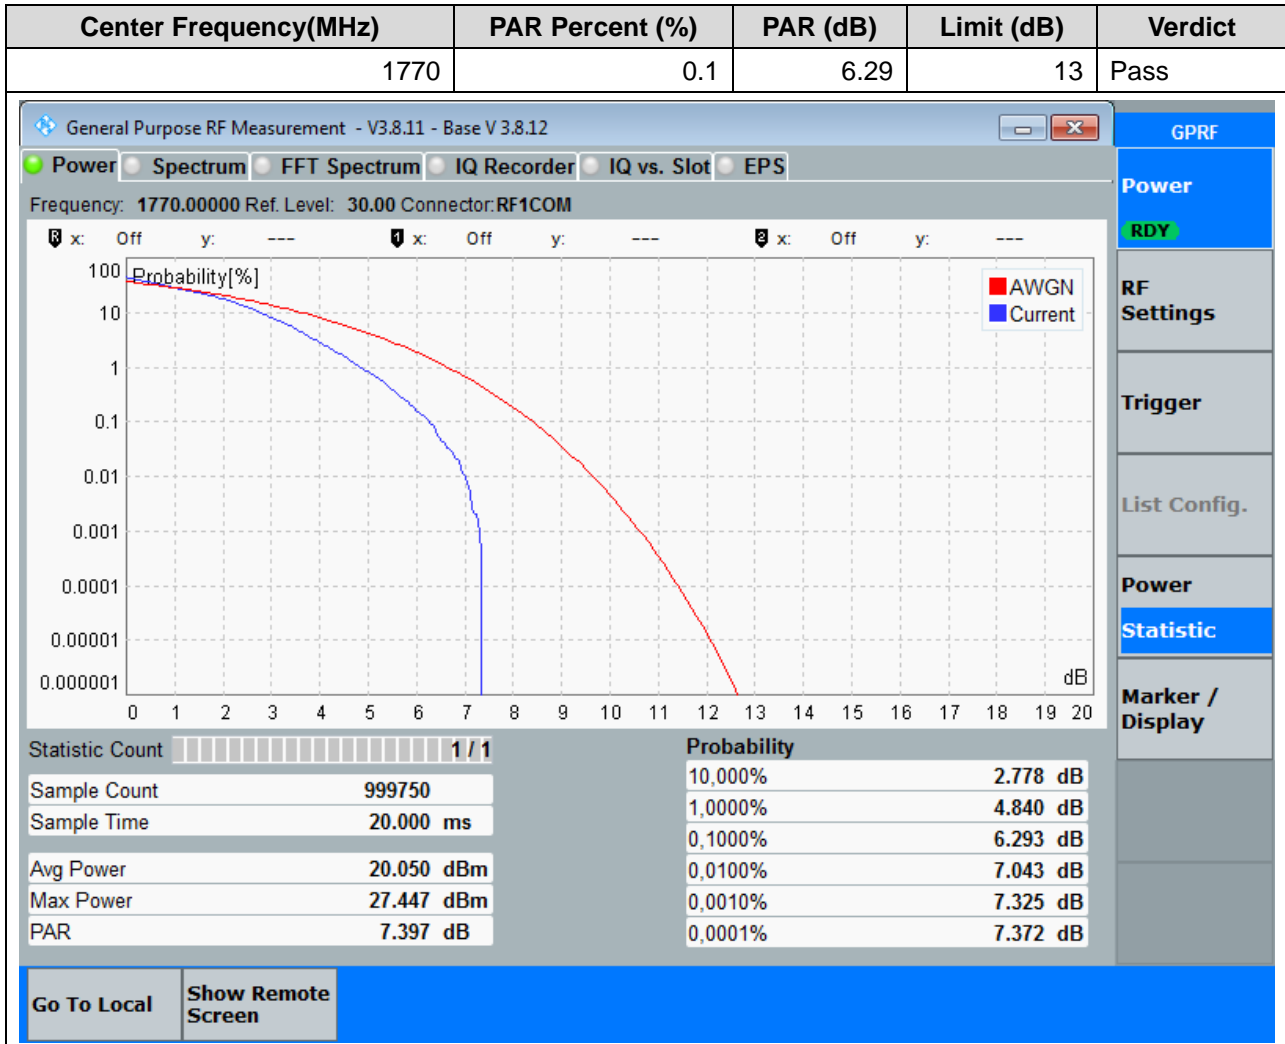 Center Frequency(MHz) PAR Percent (%) PAR (dB) Limit (dB) Verdict
1770 0.1 6.29 13 Pass
General Purpose RF Measurement - V3.8.11 - Base V 3.8.12
GPRF
Power Spectrum FFT Spectrum IQ Recorder IQ vs. Slot EPS
Power
RDY
Frequency: 1770.00000 Ref. Level: 30.00 Connector:RF1COM
R x: Off y: --- 1 x: Off y: --- 2 x: Off y: ---
Probability[%]
AWGN
Current
100
10
1
0.1
0.01
0.001
0.0001
0.00001
0.000001
dB
0 1 2 3 4 5 6 7 8 9 10 11 12 13 14 15 16 17 18 19 20
RF
Settings
Trigger
List Config.
Power
Statistic
Marker /
Display
Statistic Count 1 / 1
Sample Count 999750
Sample Time 20.000 ms
Avg Power 20.050 dBm
Max Power 27.447 dBm
PAR 7.397 dB
Probability
10,000% 2.778 dB
1,0000% 4.840 dB
0,1000% 6.293 dB
0,0100% 7.043 dB
0,0010% 7.325 dB
0,0001% 7.372 dB
Go To Local
Show Remote
Screen